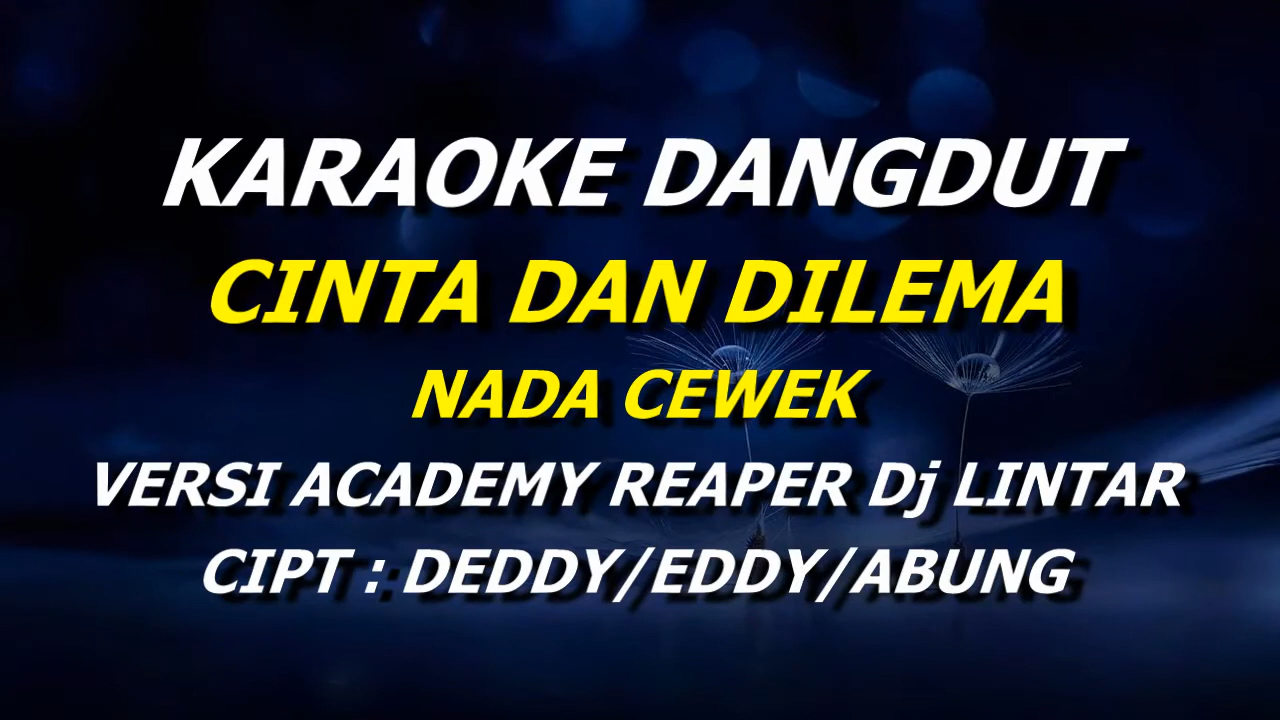 KARAOKE DANGDUT
CINTA DAN DILEMA
NADA CEWEK
VERSI ACADEMY REAPER Dj LINTAR
CIPT : DEDDY/EDDY/ABUNG